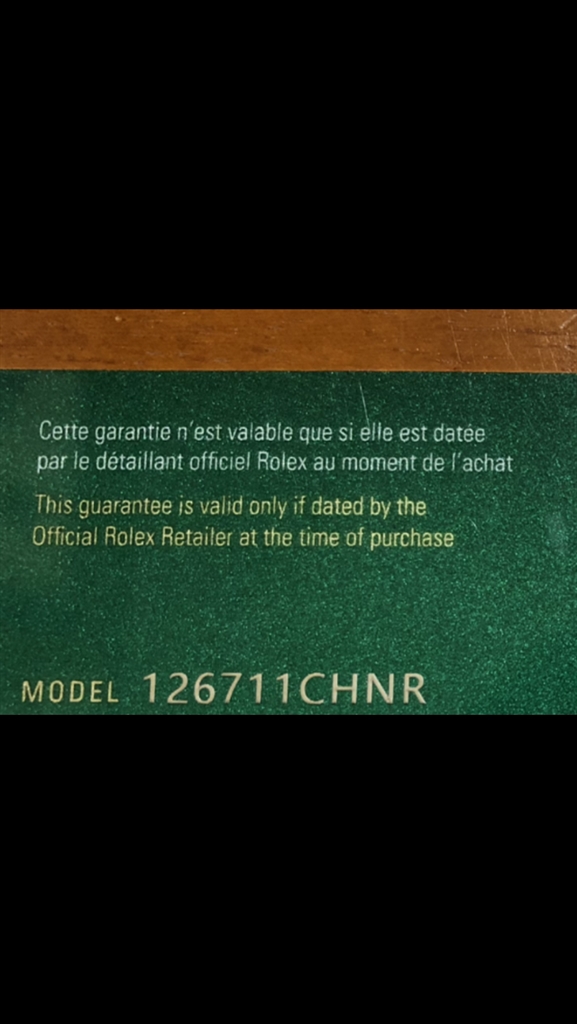 Cette garantie n'est valable que si elle est datée
par le détaillant officiel Rolex au moment de l'achat
This guarantee is valid only if dated by the
Official Rolex Retailer at the time of purchase
MODEL 126711CHNR